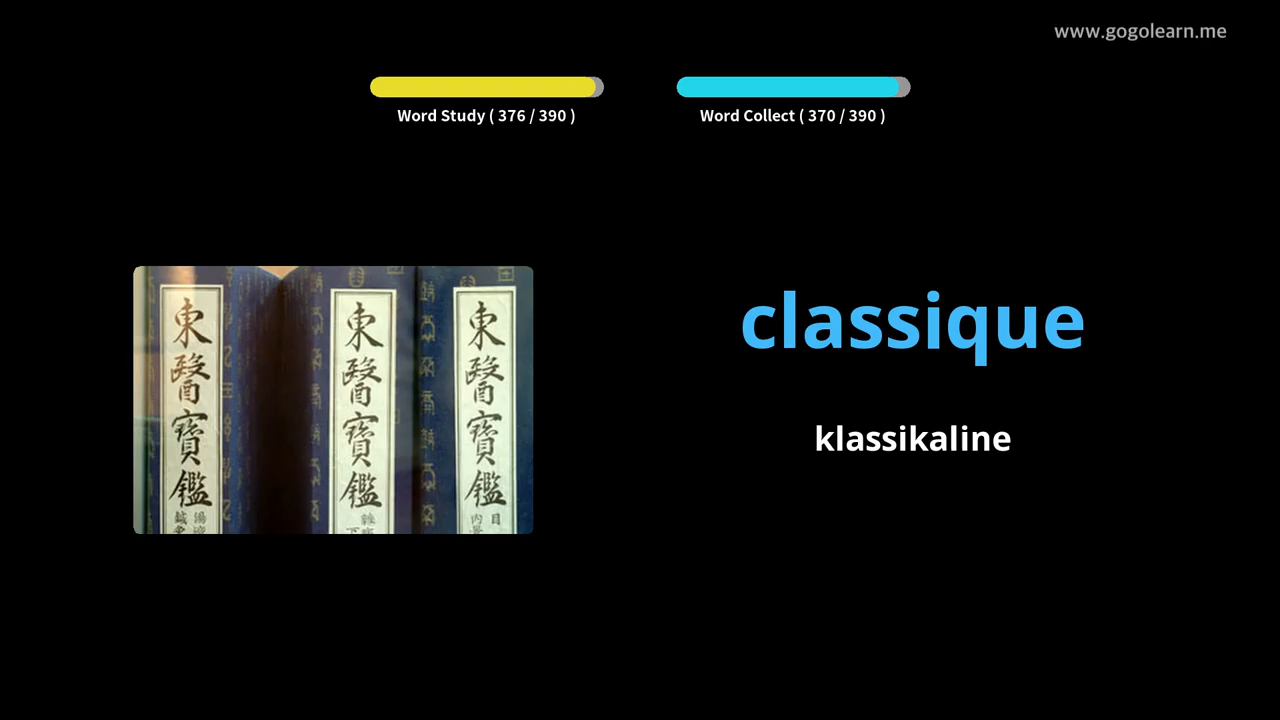 www.gogolearn.me
Word Study ( 376 / 390 )
Word Collect ( 370 / 390 )
東醫寶鑑
東醫寶鑑
東醫寶鑑
classique
klassikaline